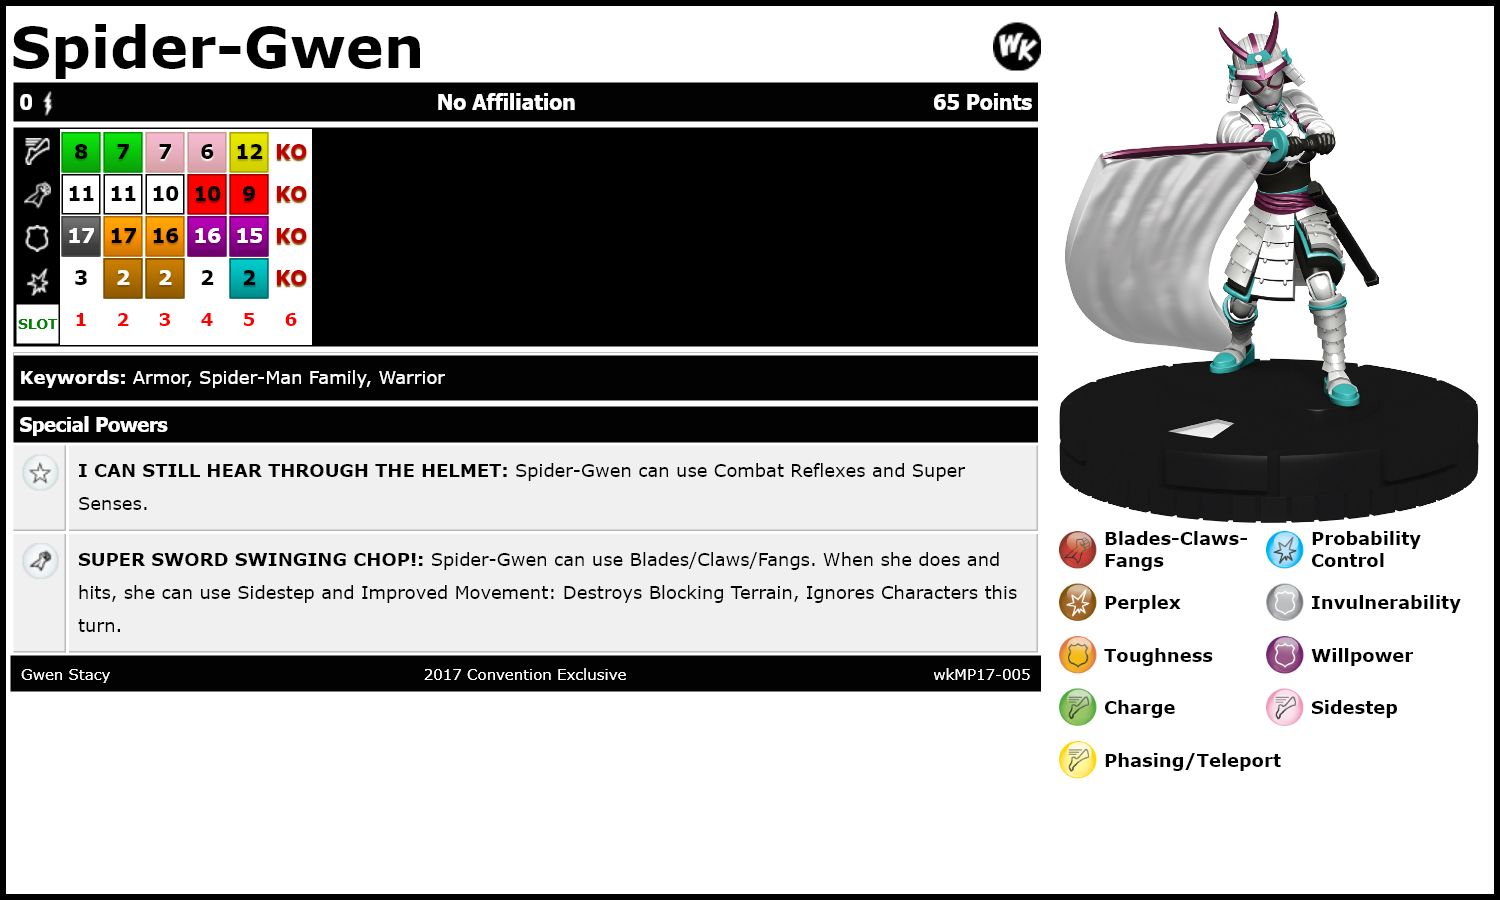 Spider-Gwen
WK
0 No Affiliation 65 Points
8 7 7 6 12 KO
11 11 10 10 9 KO
17 17 16 16 15 KO
3 2 2 2 2 KO
SLOT 1 2 3 4 5 6
Keywords: Armor, Spider-Man Family, Warrior
Special Powers
I CAN STILL HEAR THROUGH THE HELMET: Spider-Gwen can use Combat Reflexes and Super
Senses.
SUPER SWORD SWINGING CHOP!: Spider-Gwen can use Blades/Claws/Fangs. When she does and
hits, she can use Sidestep and Improved Movement: Destroys Blocking Terrain, Ignores Characters this
turn.
Gwen Stacy 2017 Convention Exclusive wkMP17-005
Blades-Claws-
Fangs
Probability
Control
Perplex
Invulnerability
Toughness
Willpower
Charge
Sidestep
Phasing/Teleport